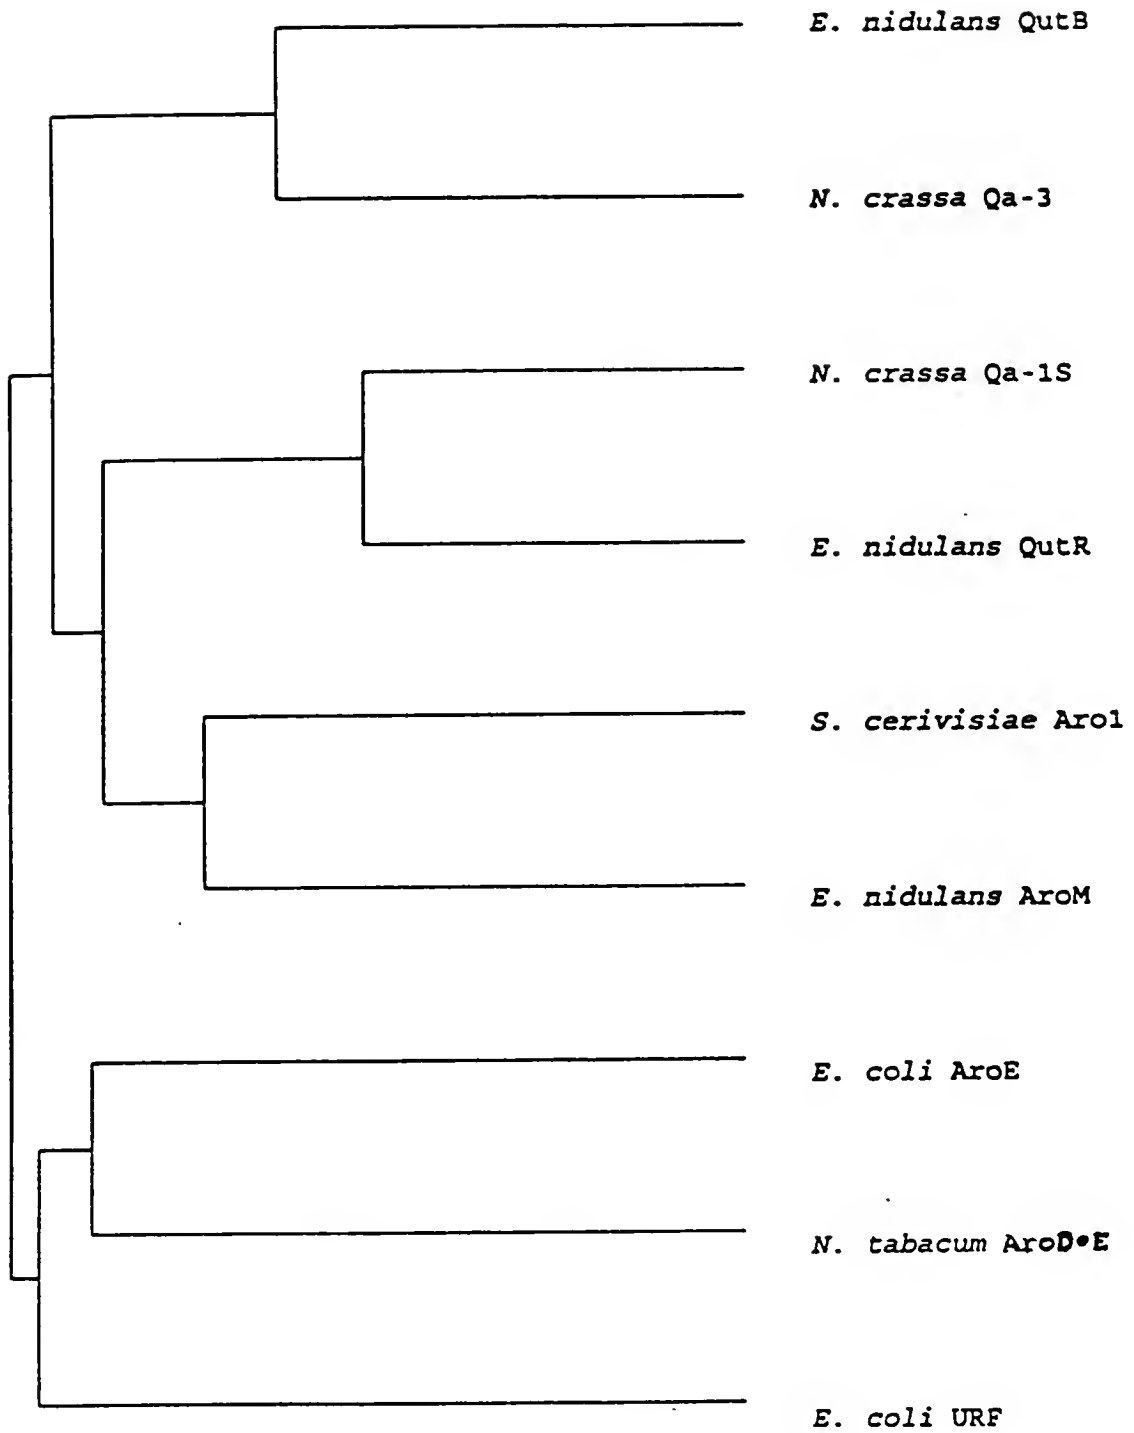 E. nidulans QutB
N. crassa Qa-3
N. crassa Qa-1S
E. nidulans QutR
S. cerivisiae Aro1
E. nidulans AroM
E. coli AroE
N. tabacum AroD•E
E. coli URF